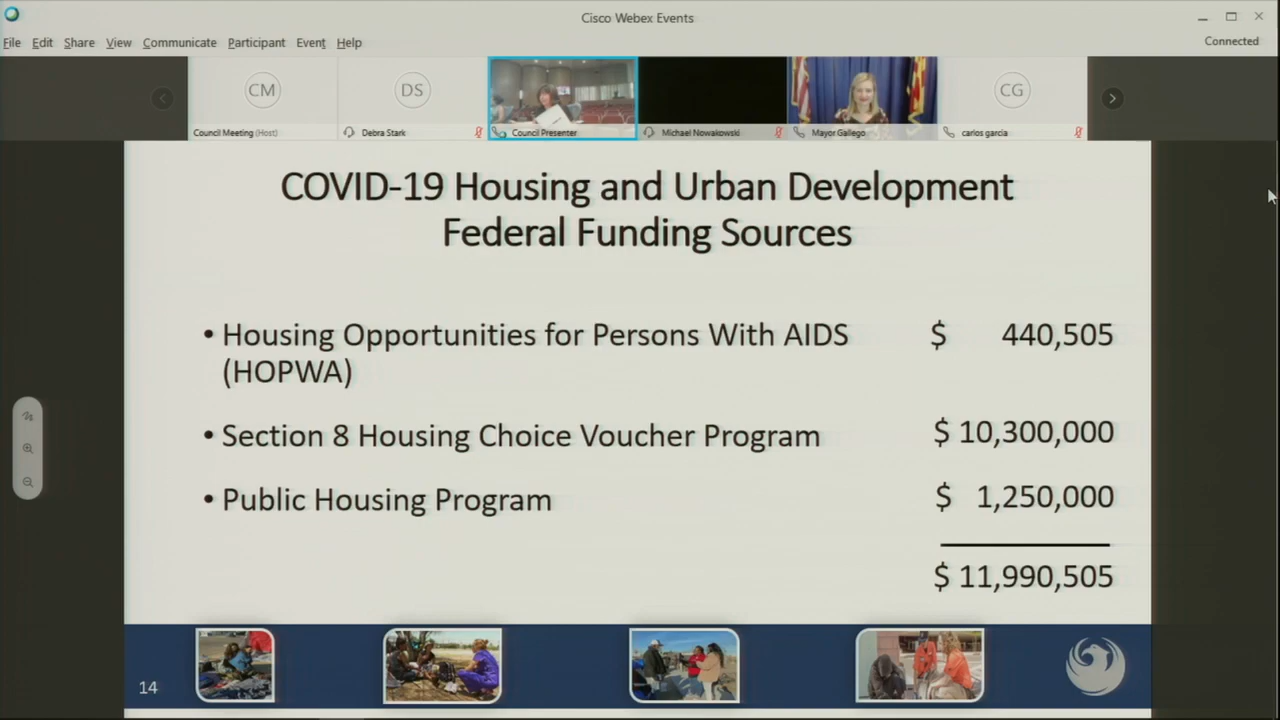 Cisco Webex Events
File Edit Share View Communicate Participant Event Help
Connected
CM
DS
CG
Council Meeting (Host)
Debra Stark
Council Presenter
Michael Nowakowski
Mayor Gallego
carlos garcia
COVID-19 Housing and Urban Development
Federal Funding Sources
• Housing Opportunities for Persons With AIDS $ 440,505
(HOPWA)
• Section 8 Housing Choice Voucher Program $ 10,300,000
• Public Housing Program $ 1,250,000
$ 11,990,505
14